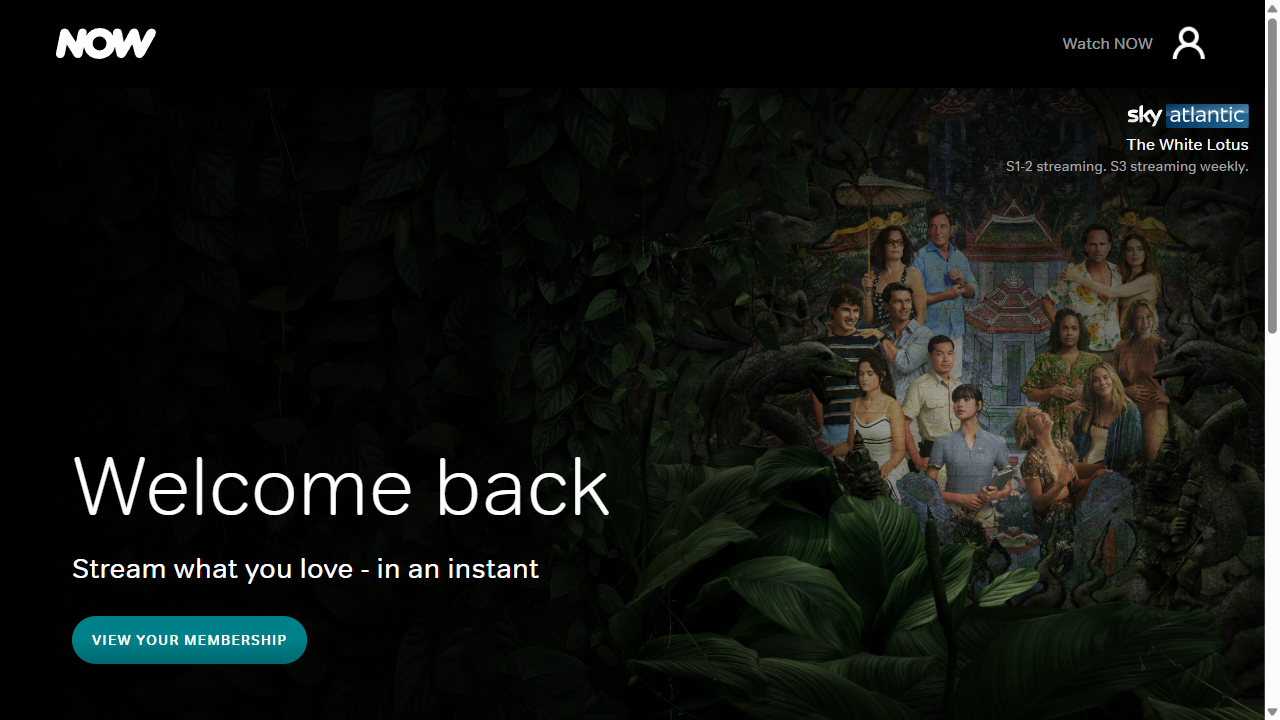 NOW
Watch NOW
sky atlantic
The White Lotus
S1-2 streaming. S3 streaming weekly.
Welcome back
Stream what you love - in an instant
VIEW YOUR MEMBERSHIP